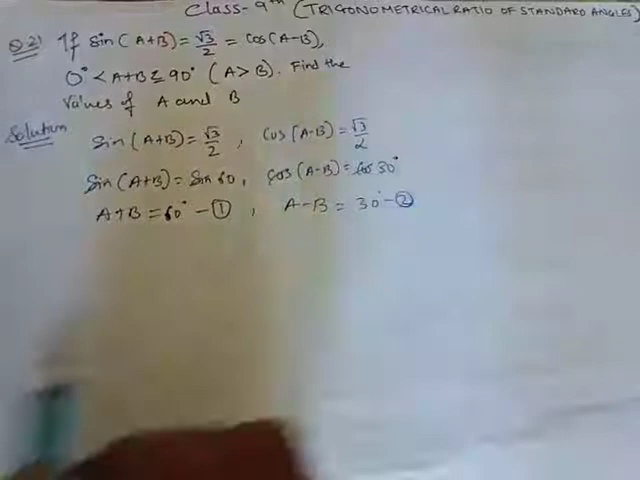 Class-9th (TRIGONOMETRICAL RATIO OF STANDARD ANGLES)
Q.21 If Sin(A+B) = √3/2 = Cos(A-B),
0° < A+B ≤ 90° (A > B). Find the
values of A and B
Solution Sin(A+B) = √3/2 , Cos(A-B) = √3/2
Sin(A+B) = Sin 60, Cos(A-B) = Cos 30°
A+B = 60° - ① , A-B = 30° - ②